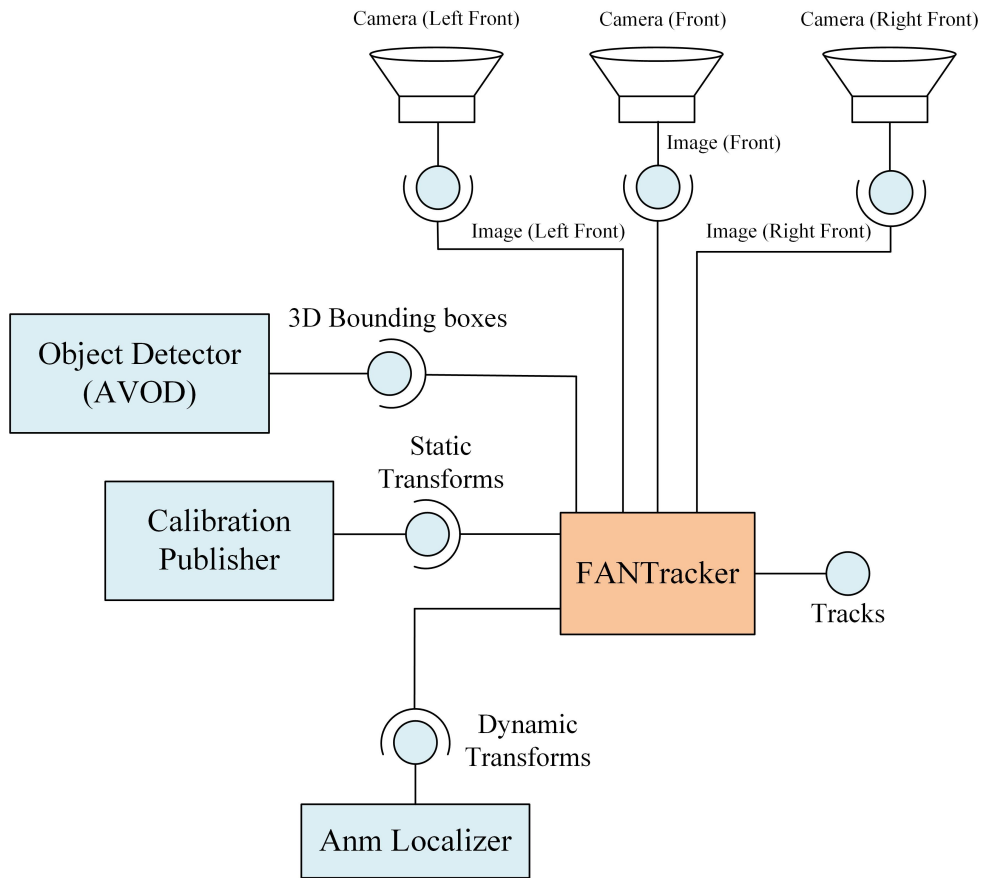 Camera (Left Front)
Camera (Front)
Camera (Right Front)
Image (Front)
Image (Left Front)
Image (Right Front)
3D Bounding boxes
Object Detector
(AVOD)
Static
Transforms
Calibration
Publisher
FANTracker
Tracks
Dynamic
Transforms
Anm Localizer